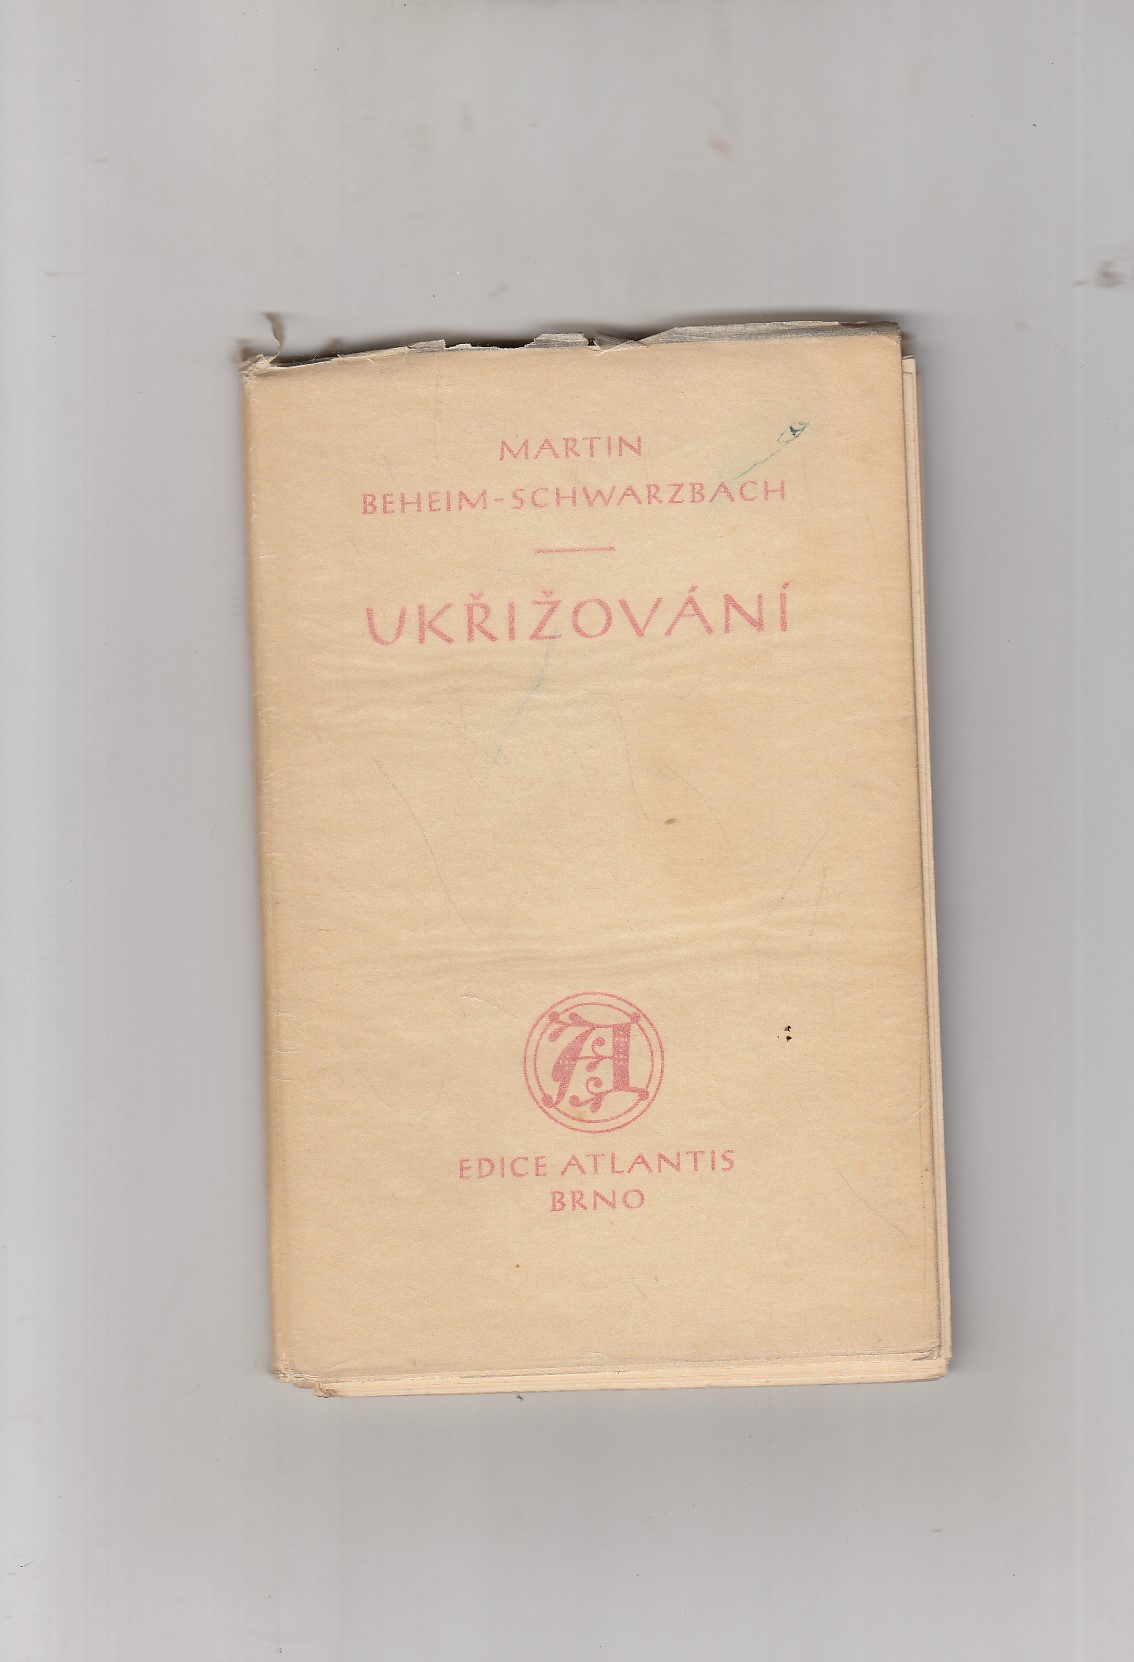 MARTIN
BEHEIM-SCHWARZBACH
UKŘIŽOVÁNÍ
A
EDICE ATLANTIS
BRNO